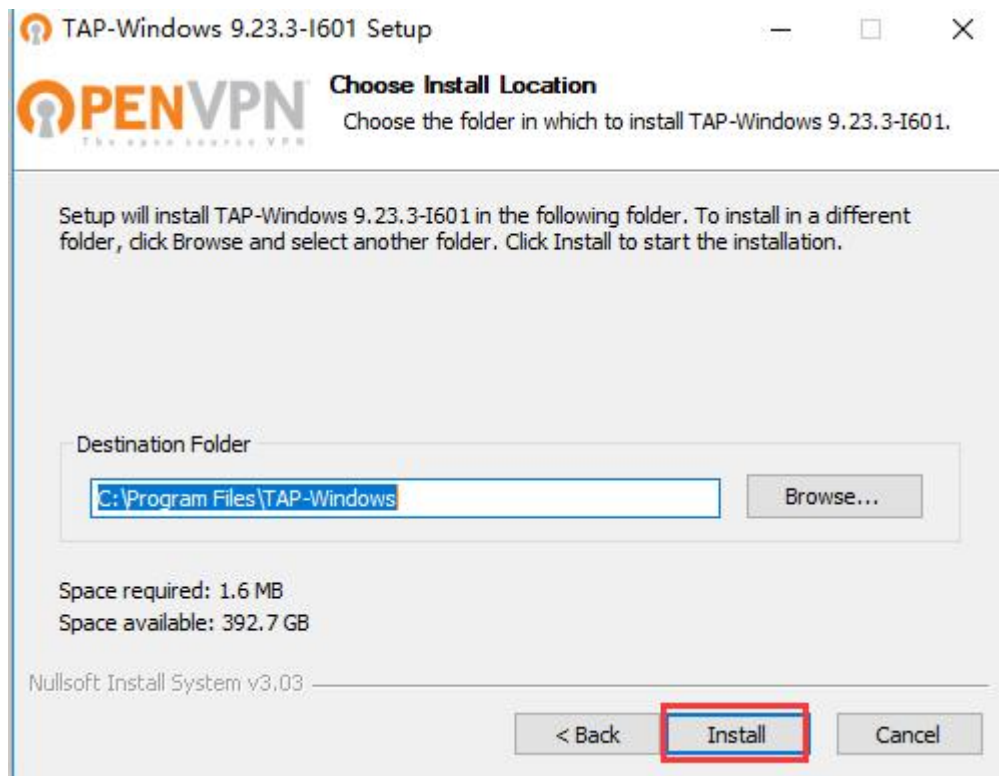 TAP-Windows 9.23.3-I601 Setup
OPENVPN
The open source VPN
Choose Install Location
Choose the folder in which to install TAP-Windows 9.23.3-I601.
Setup will install TAP-Windows 9.23.3-I601 in the following folder. To install in a different
folder, click Browse and select another folder. Click Install to start the installation.
Destination Folder
C:\Program Files\TAP-Windows
Browse...
Space required: 1.6 MB
Space available: 392.7 GB
Nullsoft Install System v3.03
< Back
Install
Cancel